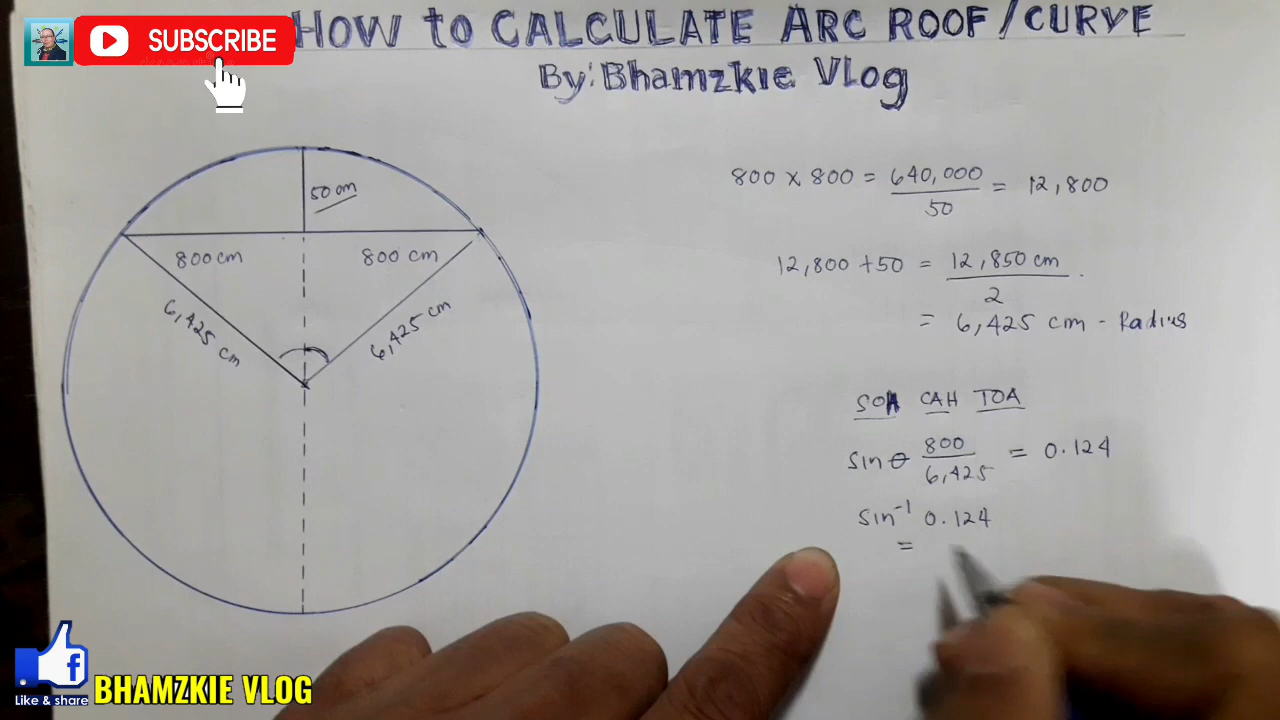 HOW to CALCULATE ARC ROOF/CURVE
SUBSCRIBE
By: Bhamzkie Vlog
50 cm
800 cm
800 cm
6,425 cm
6,425 cm
800 x 800 = 640,000 / 50 = 12,800
12,800 + 50 = 12,850 cm / 2
= 6,425 cm - Radius
SOH CAH TOA
sin θ 800 / 6,425 = 0.124
sin⁻¹ 0.124
=
f
Like & share
BHAMZKIE VLOG